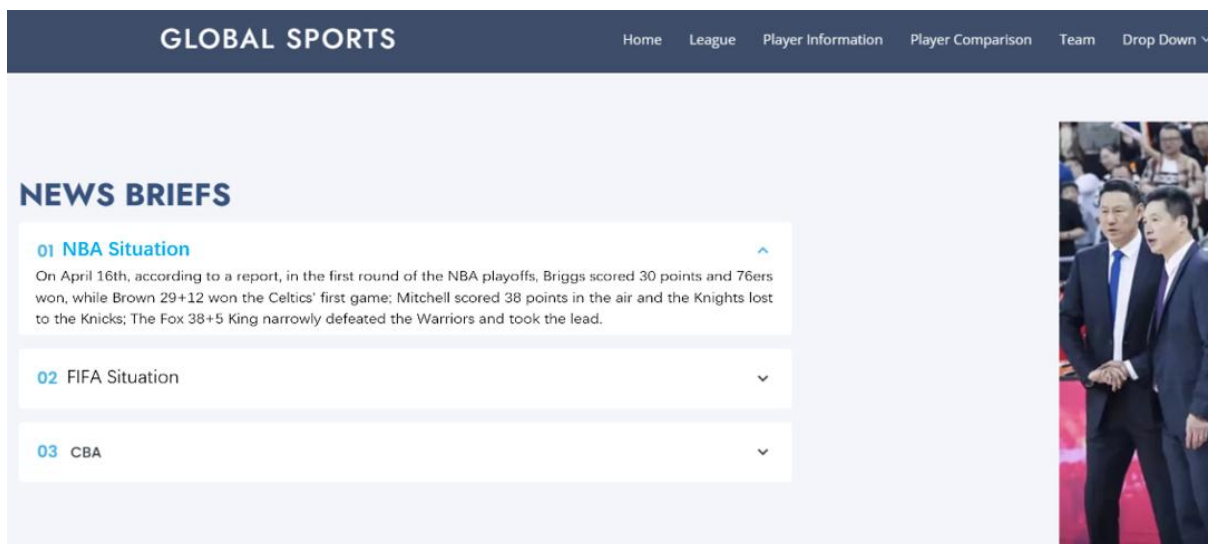 GLOBAL SPORTS
Home League Player Information Player Comparison Team Drop Down
NEWS BRIEFS
01 NBA Situation
On April 16th, according to a report, in the first round of the NBA playoffs, Briggs scored 30 points and 76ers
won, while Brown 29+12 won the Celtics' first game; Mitchell scored 38 points in the air and the Knights lost
to the Knicks; The Fox 38+5 King narrowly defeated the Warriors and took the lead.
02 FIFA Situation
03 CBA